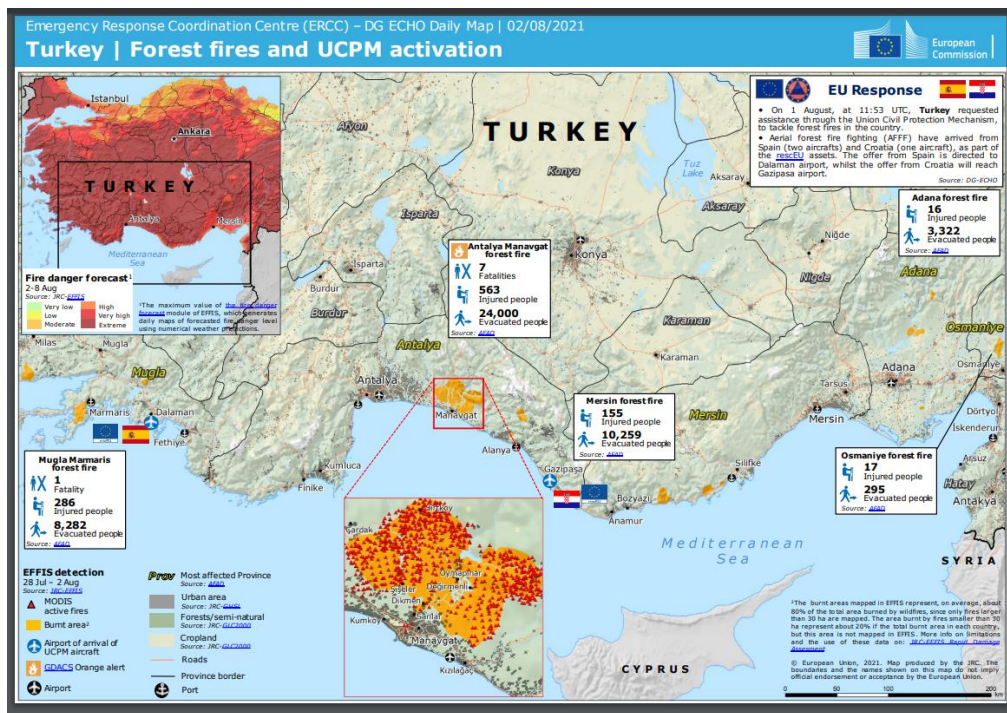 Emergency Response Coordination Centre (ERCC) – DG ECHO Daily Map | 02/08/2021
Turkey | Forest fires and UCPM activation
European
Commission
Istanbul
Ankara
TURKEY
Antalya
Mersin
Mediterranean
Sea
Fire danger forecast¹
2-8 Aug
Source: JRC-EFFIS
Very low
Low
Moderate
High
Very high
Extreme
¹The maximum value of the fire danger
forecast module of EFFIS, which generates
daily maps of forecasted fire danger level
using numerical weather predictions.
EU Response
• On 1 August, at 11:53 UTC, Turkey requested
assistance through the Union Civil Protection Mechanism,
to tackle forest fires in the country.
• Aerial forest fire fighting (AFFF) have arrived from
Spain (two aircrafts) and Croatia (one aircraft), as part of
the rescEU assets. The offer from Spain is directed to
Dalaman airport, whilst the offer from Croatia will reach
Gazipasa airport.
Source: DG-ECHO
TURKEY
Afyon
Konya
Tuz
Lake
Aksaray
Aksaray
Isparta
Isparta
Konya
Niğde
Nigde
Burdur
Burdur
Karaman
Karaman
Adana forest fire
16
Injured people
3,322
Evacuated people
Source: AFAD
Adana
Osmaniye
Antalya Manavgat
forest fire
7
Fatalities
563
Injured people
24,000
Evacuated people
Source: AFAD
Milas
Mugla
Mugla
Antalya
Antalya
Marmaris
Dalaman
Fethiye
Manavgat
Alanya
Kumluca
Finike
Gazipaşa
Bozyazi
Anamur
Silifke
Mersin
Mersin
Tarsus
Adana
Osmaniye
Dörtyol
İskenderun
Arsuz
Hatay
Antakya
SYRIA
Mersin forest fire
155
Injured people
10,259
Evacuated people
Source: AFAD
Osmaniye forest fire
17
Injured people
295
Evacuated people
Source: AFAD
Mugla Marmaris
forest fire
1
Fatality
286
Injured people
8,282
Evacuated people
Source: AFAD
Mediterranean
Sea
CYPRUS
Sırtköy
Çardak
Oymapınar
Değirmenli
Şişeler
Dikmen
Sarılar
Kumköy
Manavgat
Kızılağaç
EFFIS detection
28 Jul – 2 Aug
Source: JRC-EFFIS
MODIS
active fires
Burnt area²
Airport of arrival of
UCPM aircraft
GDACS Orange alert
Airport
Prov Most affected Province
Source: AFAD
Urban area
Source: JRC-GHSL
Forests/semi-natural
Source: JRC-GLC2000
Cropland
Source: JRC-GLC2000
Roads
Province border
Port
²The burnt areas mapped in EFFIS represent, on average, about
80% of the total area burned by wildfires, since only fires larger
than 30 ha are mapped. The area burnt by fires smaller than 30
ha represent about 20% if the total burnt area in each country,
but this area is not mapped in EFFIS. More info on limitations
and the use of these data on: JRC-EFFIS Rapid Damage
Assesment
© European Union, 2021. Map produced by the JRC. The
boundaries and the names shown on this map do not imply
official endorsement or acceptance by the European Union.
0 50 100 200
km